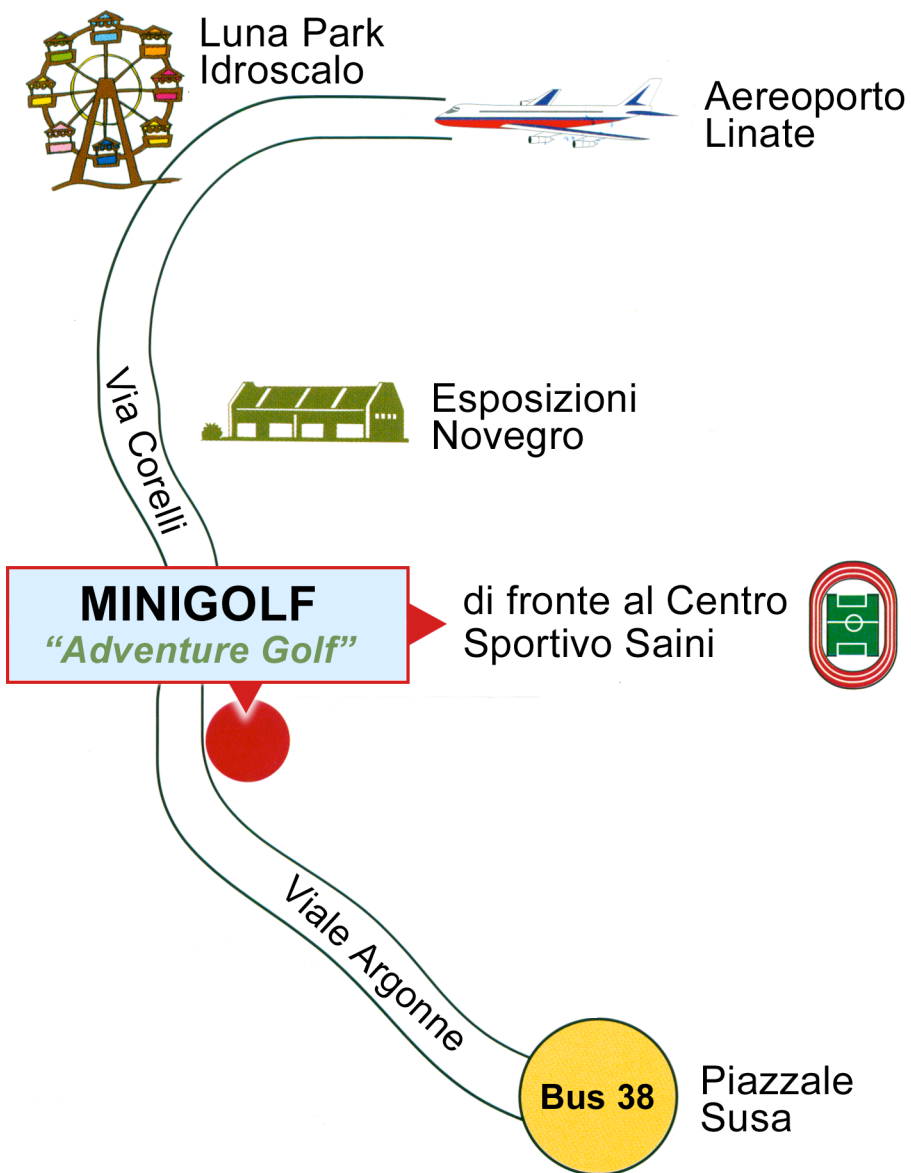 Luna Park
Idroscalo
Aereoporto
Linate
Via Corelli
Esposizioni
Novegro
MINIGOLF
“Adventure Golf”
di fronte al Centro
Sportivo Saini
Viale Argonne
Bus 38
Piazzale
Susa